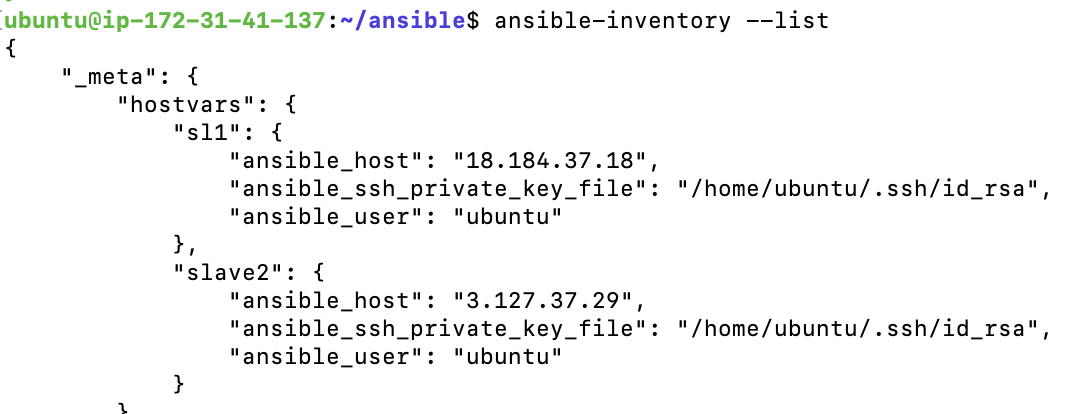 ubuntu@ip-172-31-41-137:~/ansible$ ansible-inventory --list
{
    "_meta": {
        "hostvars": {
            "sl1": {
                "ansible_host": "18.184.37.18",
                "ansible_ssh_private_key_file": "/home/ubuntu/.ssh/id_rsa",
                "ansible_user": "ubuntu"
            },
            "slave2": {
                "ansible_host": "3.127.37.29",
                "ansible_ssh_private_key_file": "/home/ubuntu/.ssh/id_rsa",
                "ansible_user": "ubuntu"
            }
        }